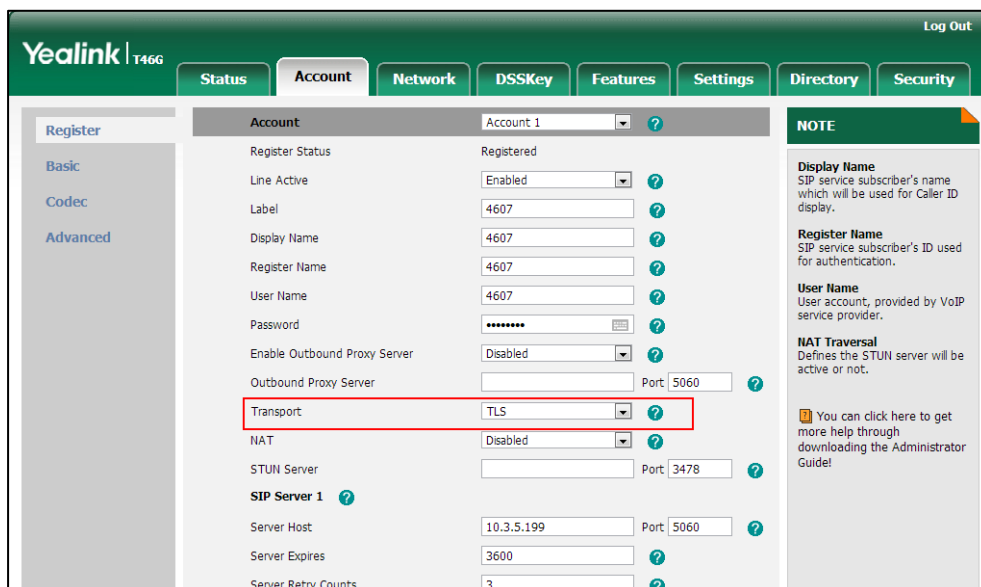 Log Out
Yealink T46G
Status Account Network DSSKey Features Settings Directory Security
Register
Basic
Codec
Advanced
Account Account 1 ?
Register Status Registered
Line Active Enabled ?
Label 4607 ?
Display Name 4607 ?
Register Name 4607 ?
User Name 4607 ?
Password •••••••• ?
Enable Outbound Proxy Server Disabled ?
Outbound Proxy Server Port 5060 ?
Transport TLS ?
NAT Disabled ?
STUN Server Port 3478 ?
SIP Server 1 ?
Server Host 10.3.5.199 Port 5060 ?
Server Expires 3600 ?
Server Retry Counts 3 ?
NOTE
Display Name
SIP service subscriber's name
which will be used for Caller ID
display.
Register Name
SIP service subscriber's ID used
for authentication.
User Name
User account, provided by VoIP
service provider.
NAT Traversal
Defines the STUN server will be
active or not.
? You can click here to get
more help through
downloading the Administrator
Guide!